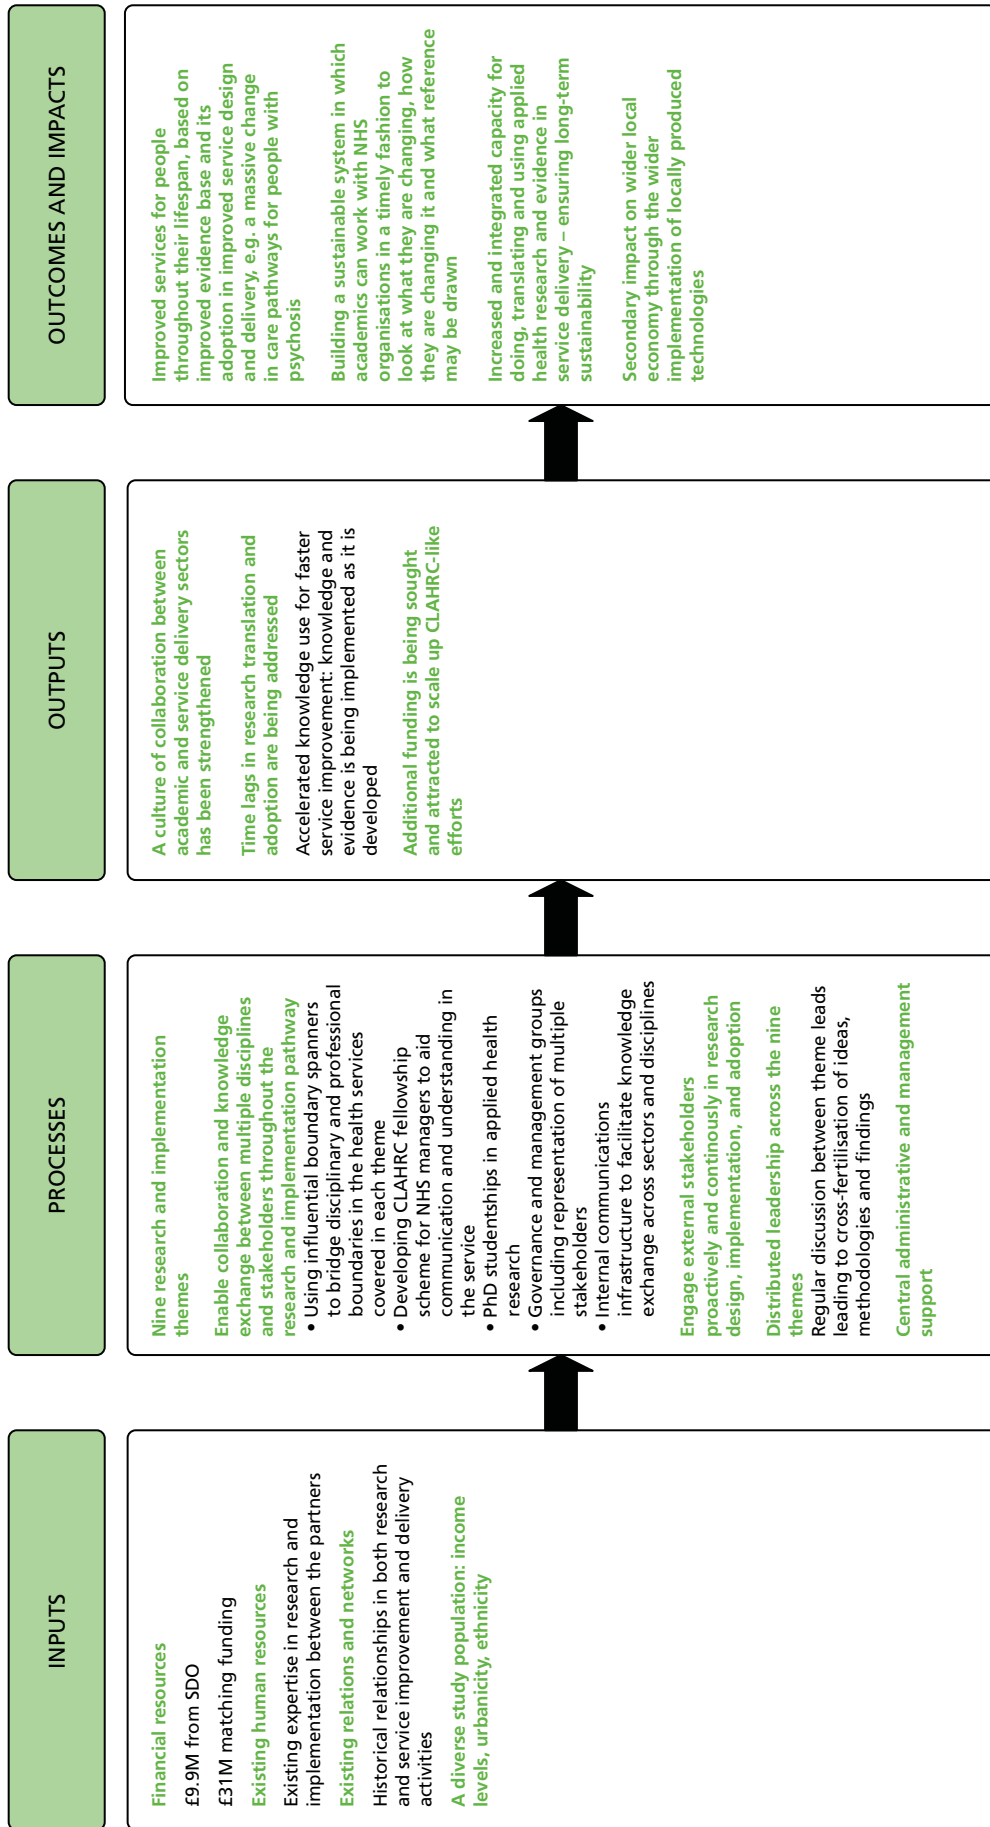 INPUTS
Financial resources
£9.9M from SDO
£31M matching funding
Existing human resources
Existing expertise in research and
implementation between the partners
Existing relations and networks
Historical relationships in both research
and service improvement and delivery
activities
A diverse study population: income
levels, urbanicity, ethnicity
PROCESSES
Nine research and implementation
themes
Enable collaboration and knowledge
exchange between multiple disciplines
and stakeholders throughout the
research and implementation pathway
• Using influential boundary spanners
to bridge disciplinary and professional
boundaries in the health services
covered in each theme
• Developing CLAHRC fellowship
scheme for NHS managers to aid
communication and understanding in
the service
• PhD studentships in applied health
research
• Governance and management groups
including representation of multiple
stakeholders
• Internal communications
infrastructure to facilitate knowledge
exchange across sectors and disciplines
Engage external stakeholders
proactively and continously in research
design, implementation, and adoption
Distributed leadership across the nine
themes
Regular discussion between theme leads
leading to cross-fertilisation of ideas,
methodologies and findings
Central administrative and management
support
OUTPUTS
A culture of collaboration between
academic and service delivery sectors
has been strengthened
Time lags in research translation and
adoption are being addressed
Accelerated knowledge use for faster
service improvement: knowledge and
evidence is being implemented as it is
developed
Additional funding is being sought
and attracted to scale up CLAHRC-like
efforts
OUTCOMES AND IMPACTS
Improved services for people
throughout their lifespan, based on
improved evidence base and its
adoption in improved service design
and delivery, e.g. a massive change
in care pathways for people with
psychosis
Building a sustainable system in which
academics can work with NHS
organisations in a timely fashion to
look at what they are changing, how
they are changing it and what reference
may be drawn
Increased and integrated capacity for
doing, translating and using applied
health research and evidence in
service delivery – ensuring long-term
sustainability
Secondary impact on wider local
economy through the wider
implementation of locally produced
technologies